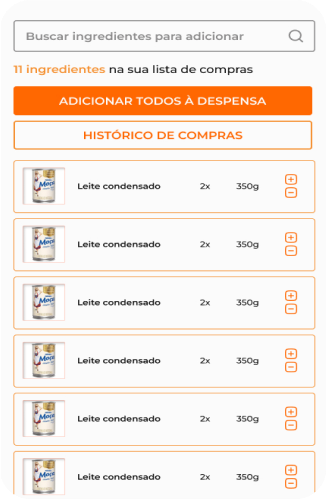 Buscar ingredientes para adicionar
11 ingredientes na sua lista de compras
ADICIONAR TODOS À DESPENSA
HISTÓRICO DE COMPRAS
Leite condensado 2x 350g
Leite condensado 2x 350g
Leite condensado 2x 350g
Leite condensado 2x 350g
Leite condensado 2x 350g
Leite condensado 2x 350g